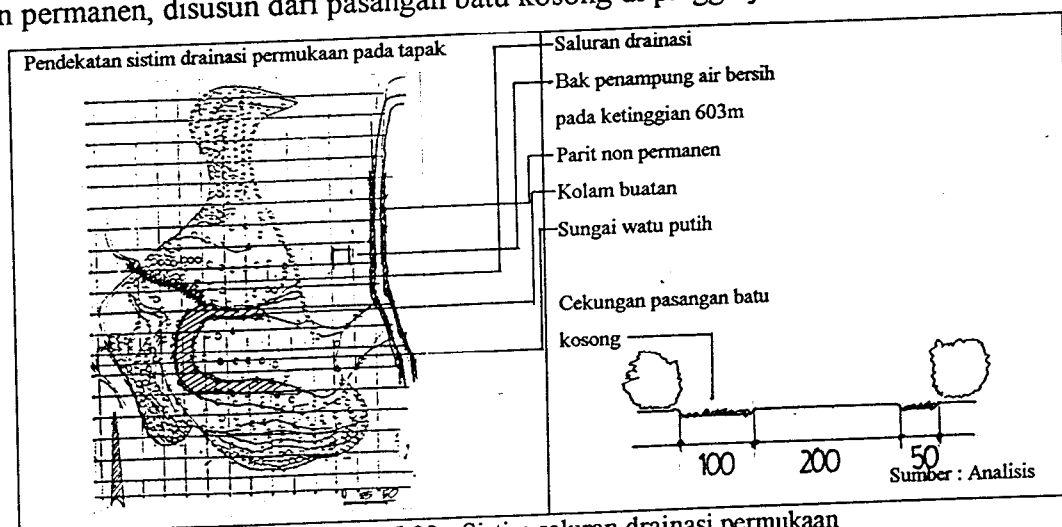 n permanen, disusun dari pasangan batu kosong di
Pendekatan sistim drainasi permukaan pada tapak
Saluran drainasi
Bak penampung air bersih
pada ketinggian 603m
Parit non permanen
Kolam buatan
Sungai watu putih
Cekungan pasangan batu
kosong
100
200
50
Sumber : Analisis
Sistim saluran drainasi permukaan